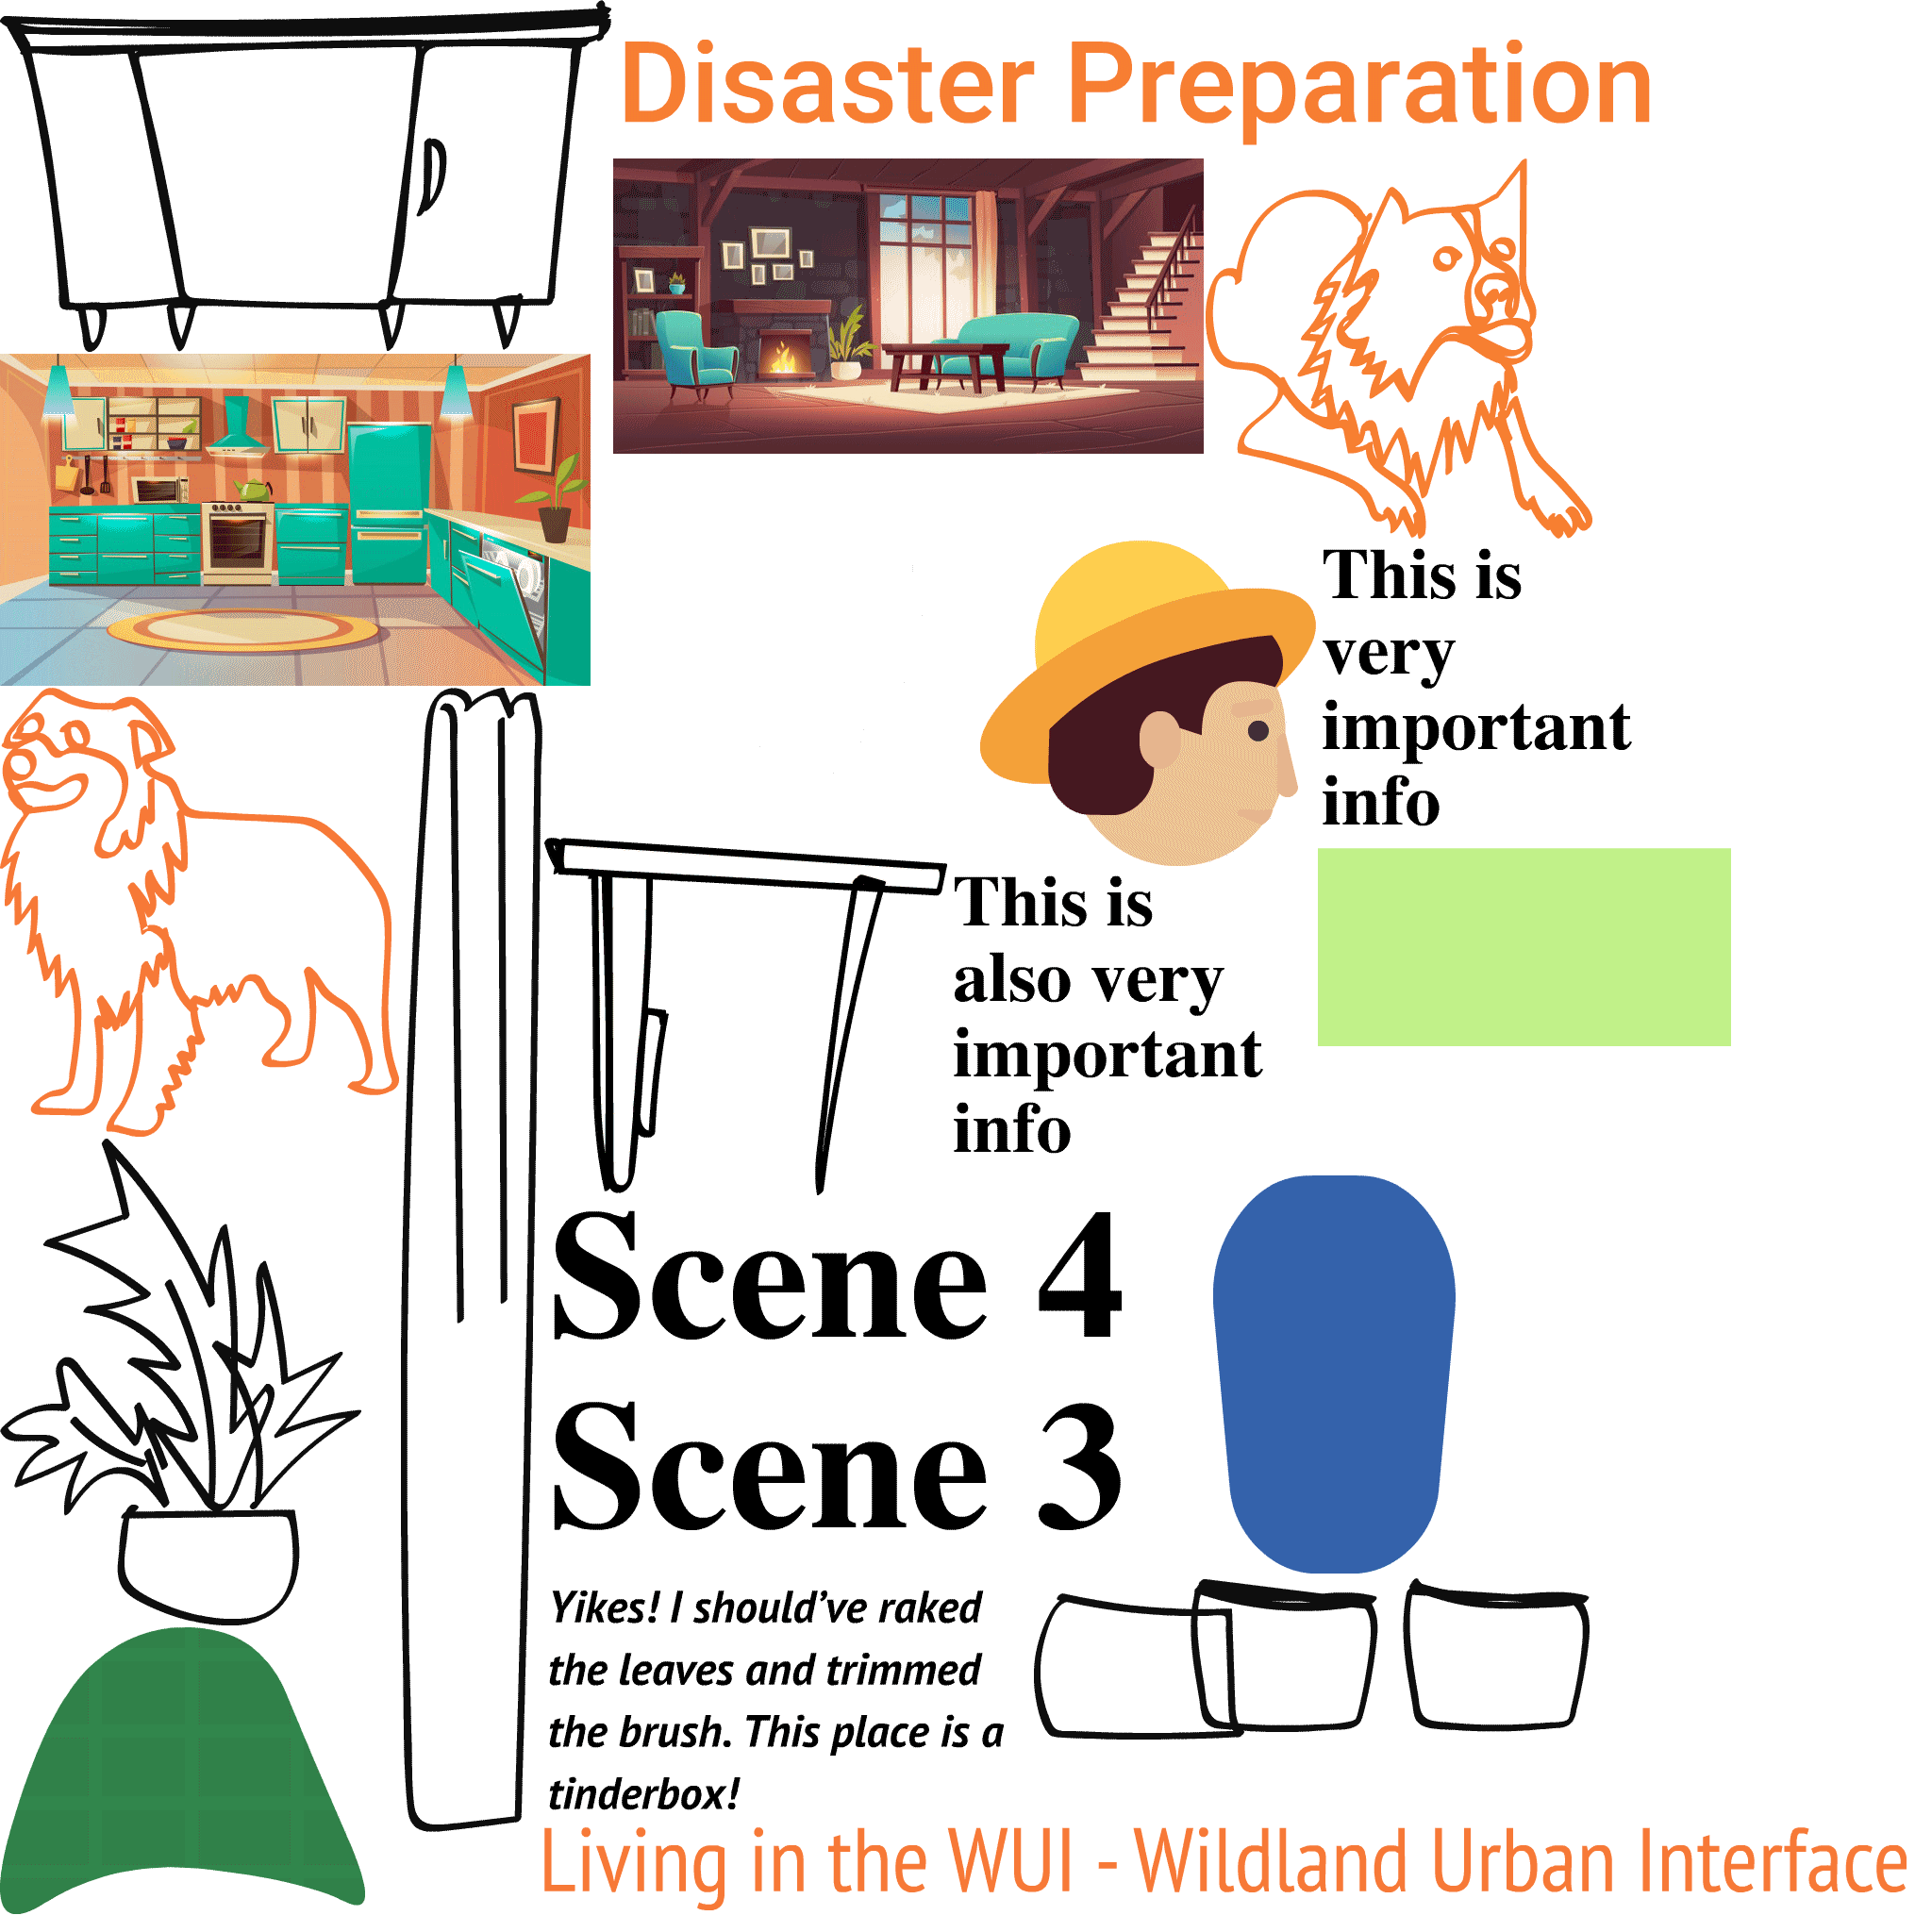 Disaster Preparation
This is
very
important
info
This is
also very
important
info
Scene 4
Scene 3
Yikes! I should’ve raked
the leaves and trimmed
the brush. This place is a
tinderbox!
Living in the WUI - Wildland Urban Interface